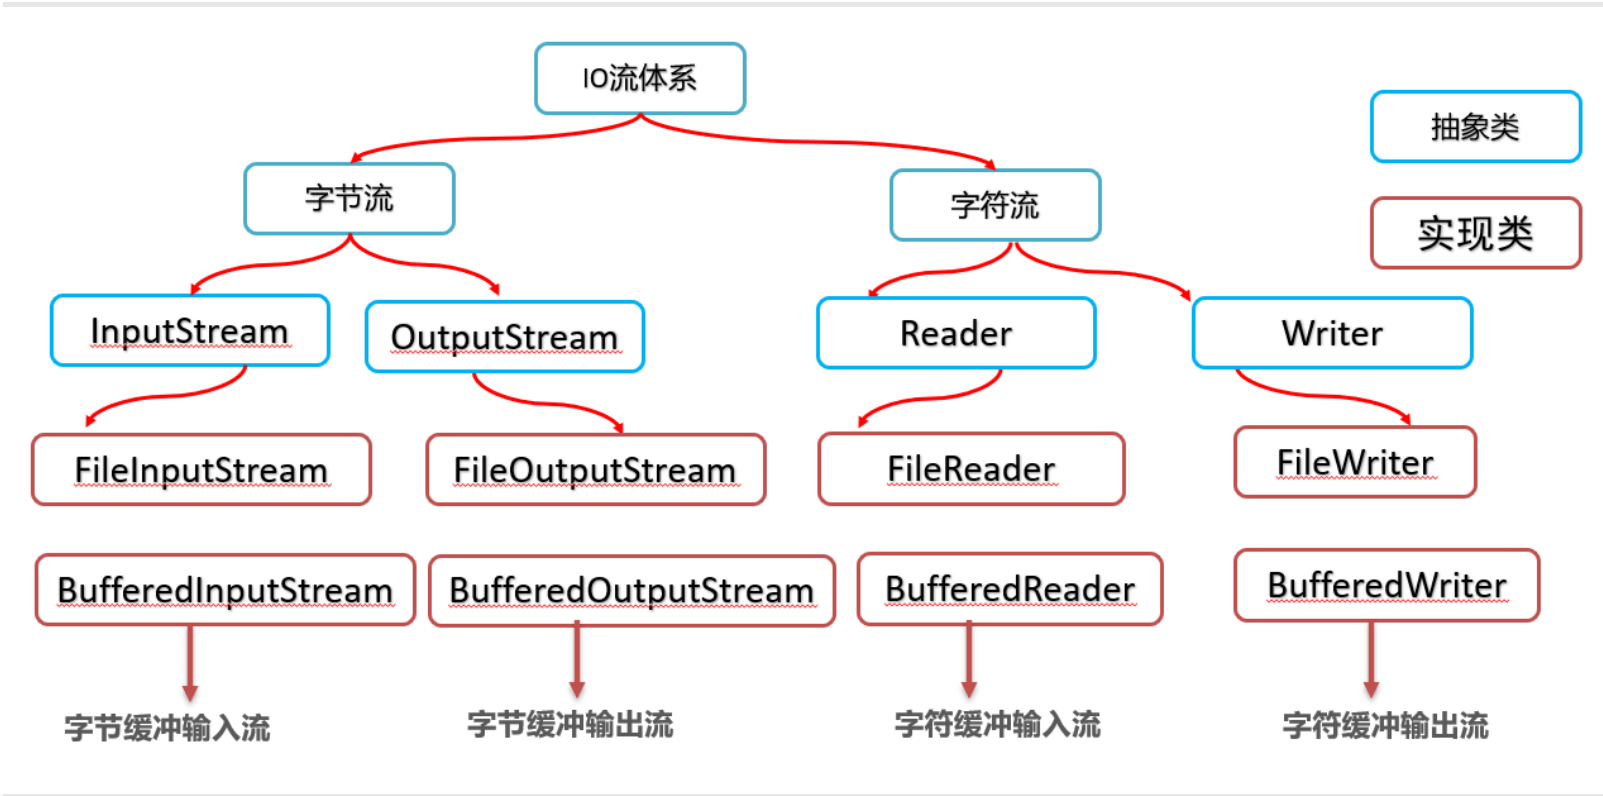 IO流体系
抽象类
字节流
字符流
实现类
InputStream
OutputStream
Reader
Writer
FileInputStream
FileOutputStream
FileReader
FileWriter
BufferedInputStream
BufferedOutputStream
BufferedReader
BufferedWriter
字节缓冲输入流
字节缓冲输出流
字符缓冲输入流
字符缓冲输出流